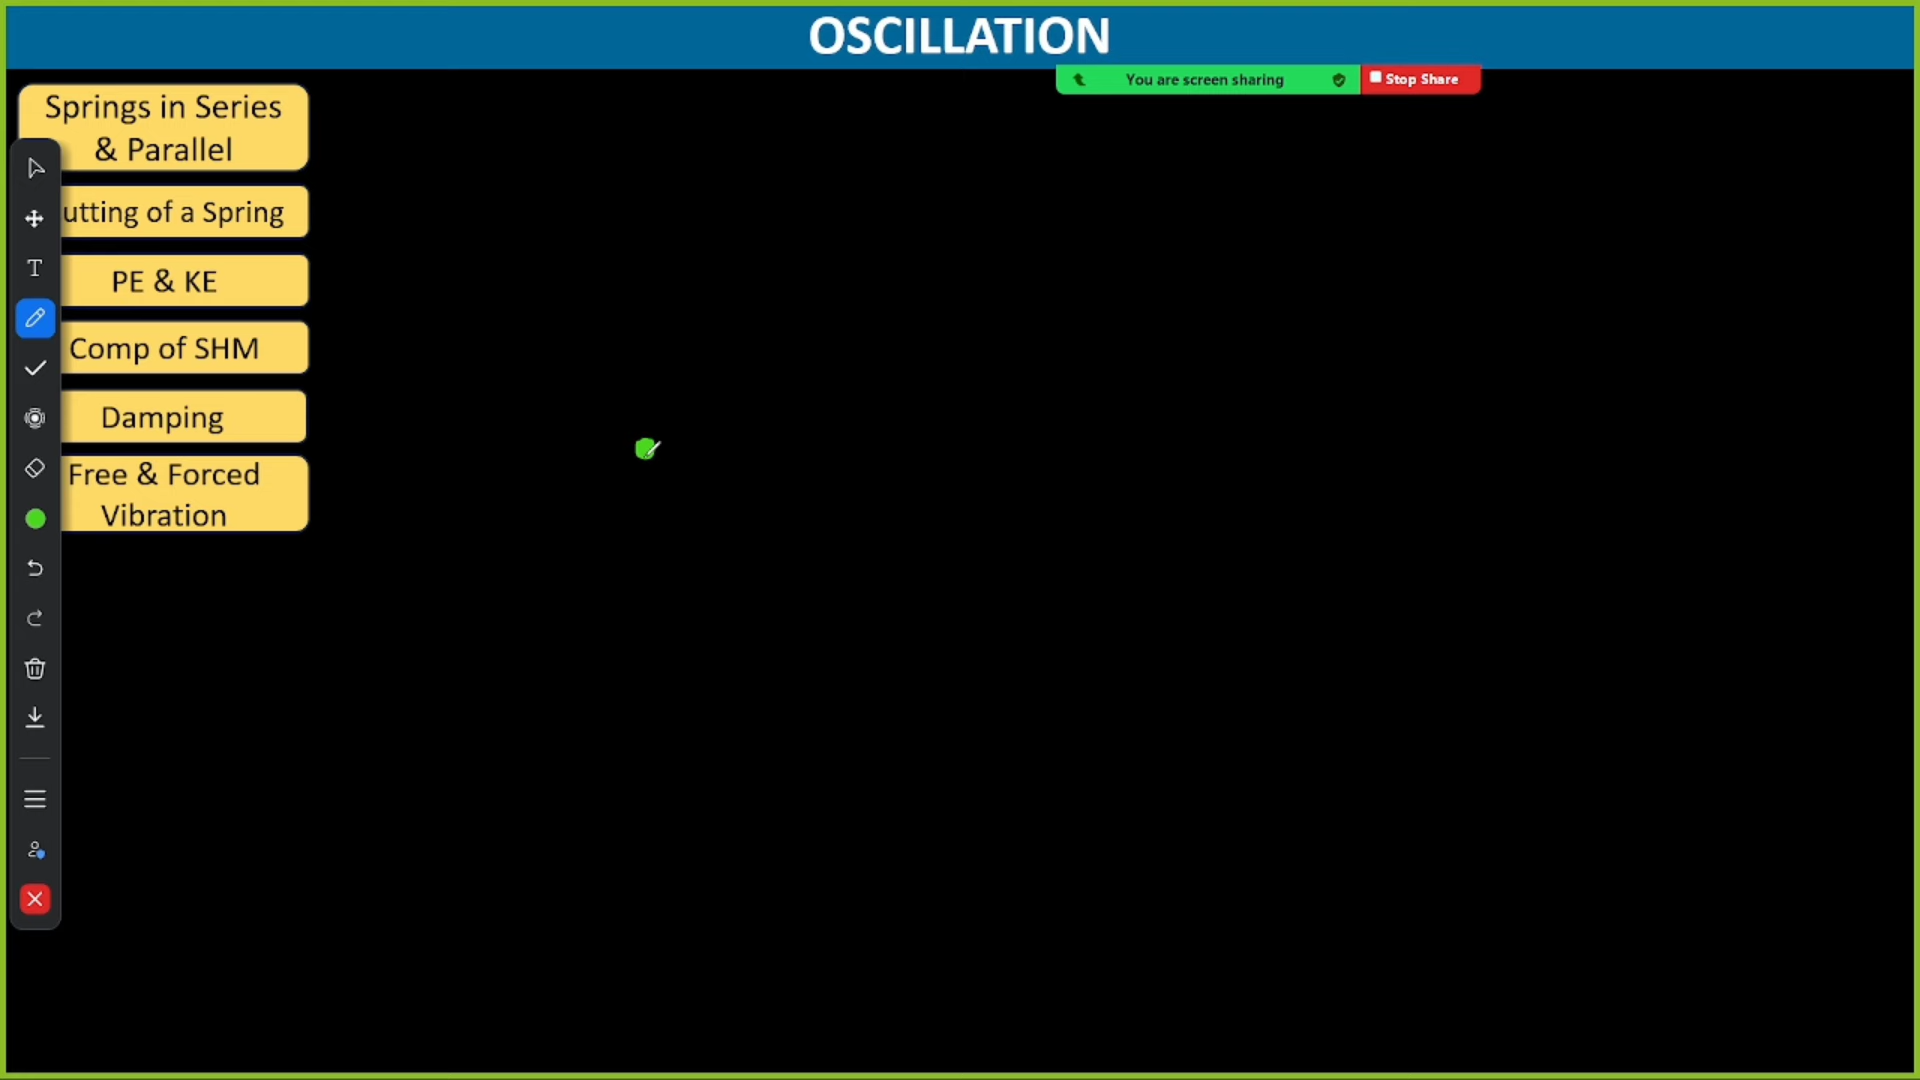 OSCILLATION
You are screen sharing
Stop Share
Springs in Series
& Parallel
utting of a Spring
PE & KE
Comp of SHM
Damping
Free & Forced
Vibration